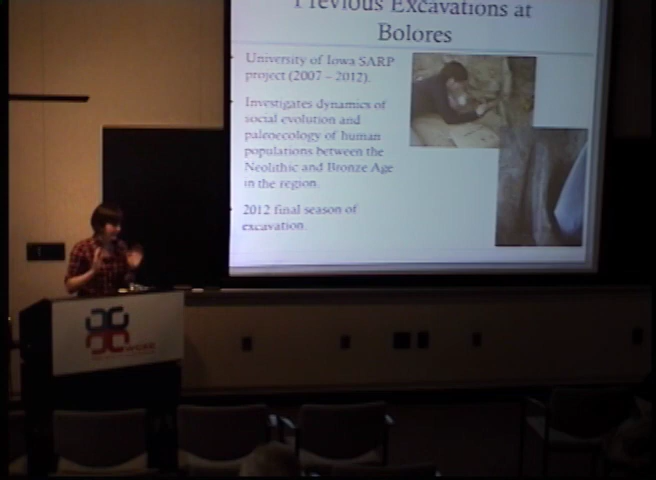 Previous Excavations at
Bolores
University of Iowa SARP
project (2007 – 2012).
Investigates dynamics of
social evolution and
paleoecology of human
populations between the
Neolithic and Bronze Age
in the region.
2012 final season of
excavation.